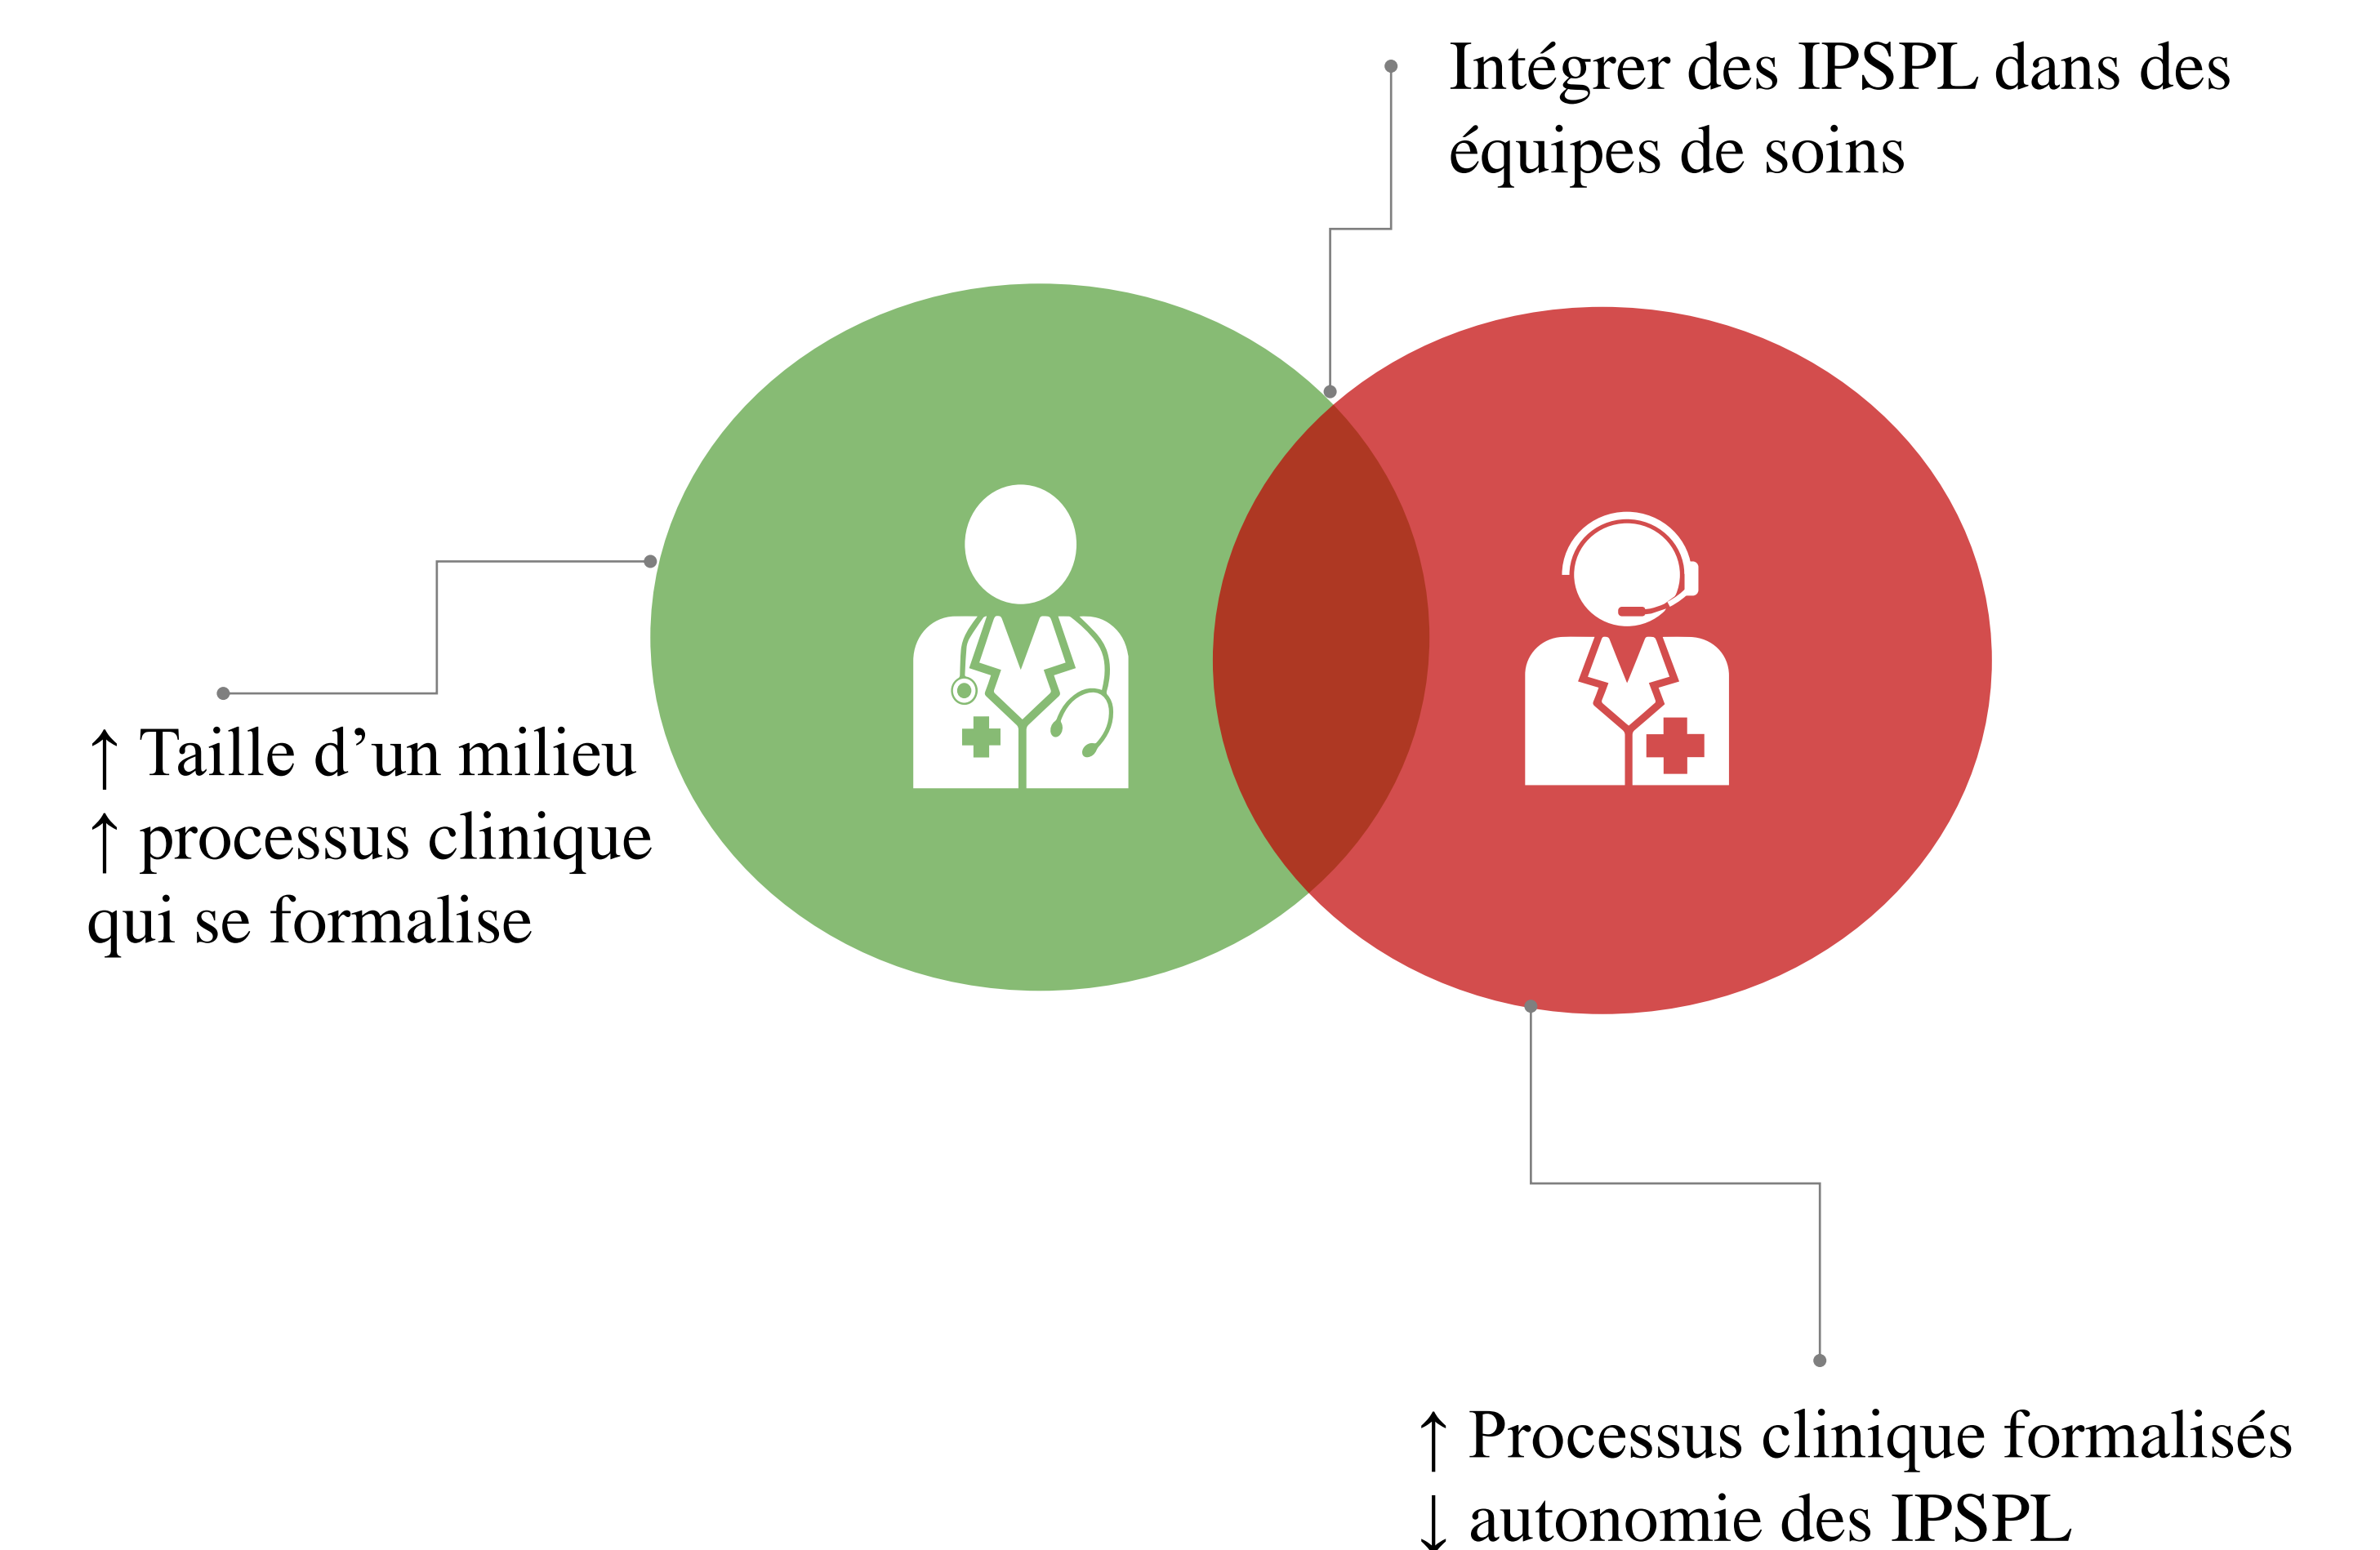 Intégrer des IPSPL dans des
équipes de soins
↑ Taille d'un milieu
↑ processus clinique
qui se formalise
↑ Processus clinique formalisés
↓ autonomie des IPSPL